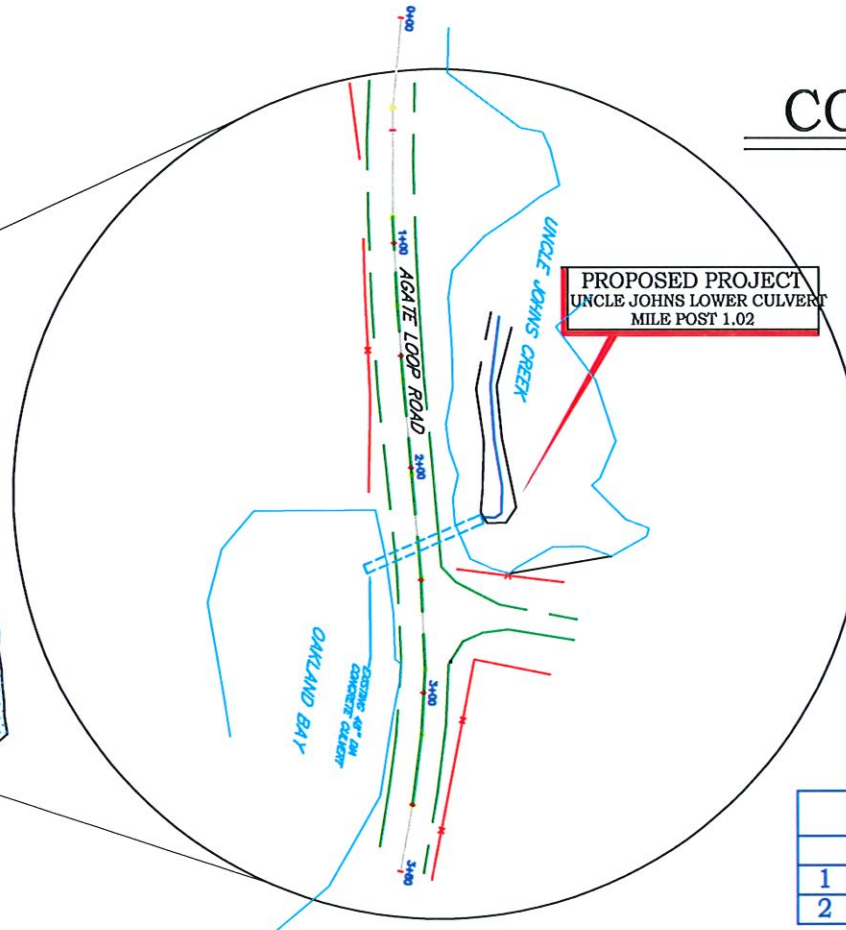 0+00
CO
UNCLE JOHNS CREEK
1+00
AGATE LOOP ROAD
PROPOSED PROJECT
UNCLE JOHNS LOWER CULVERT
MILE POST 1.02
2+00
OAKLAND BAY
EXISTING 48" DIA
CONCRETE CULVERT
3+00
3+80
1
2